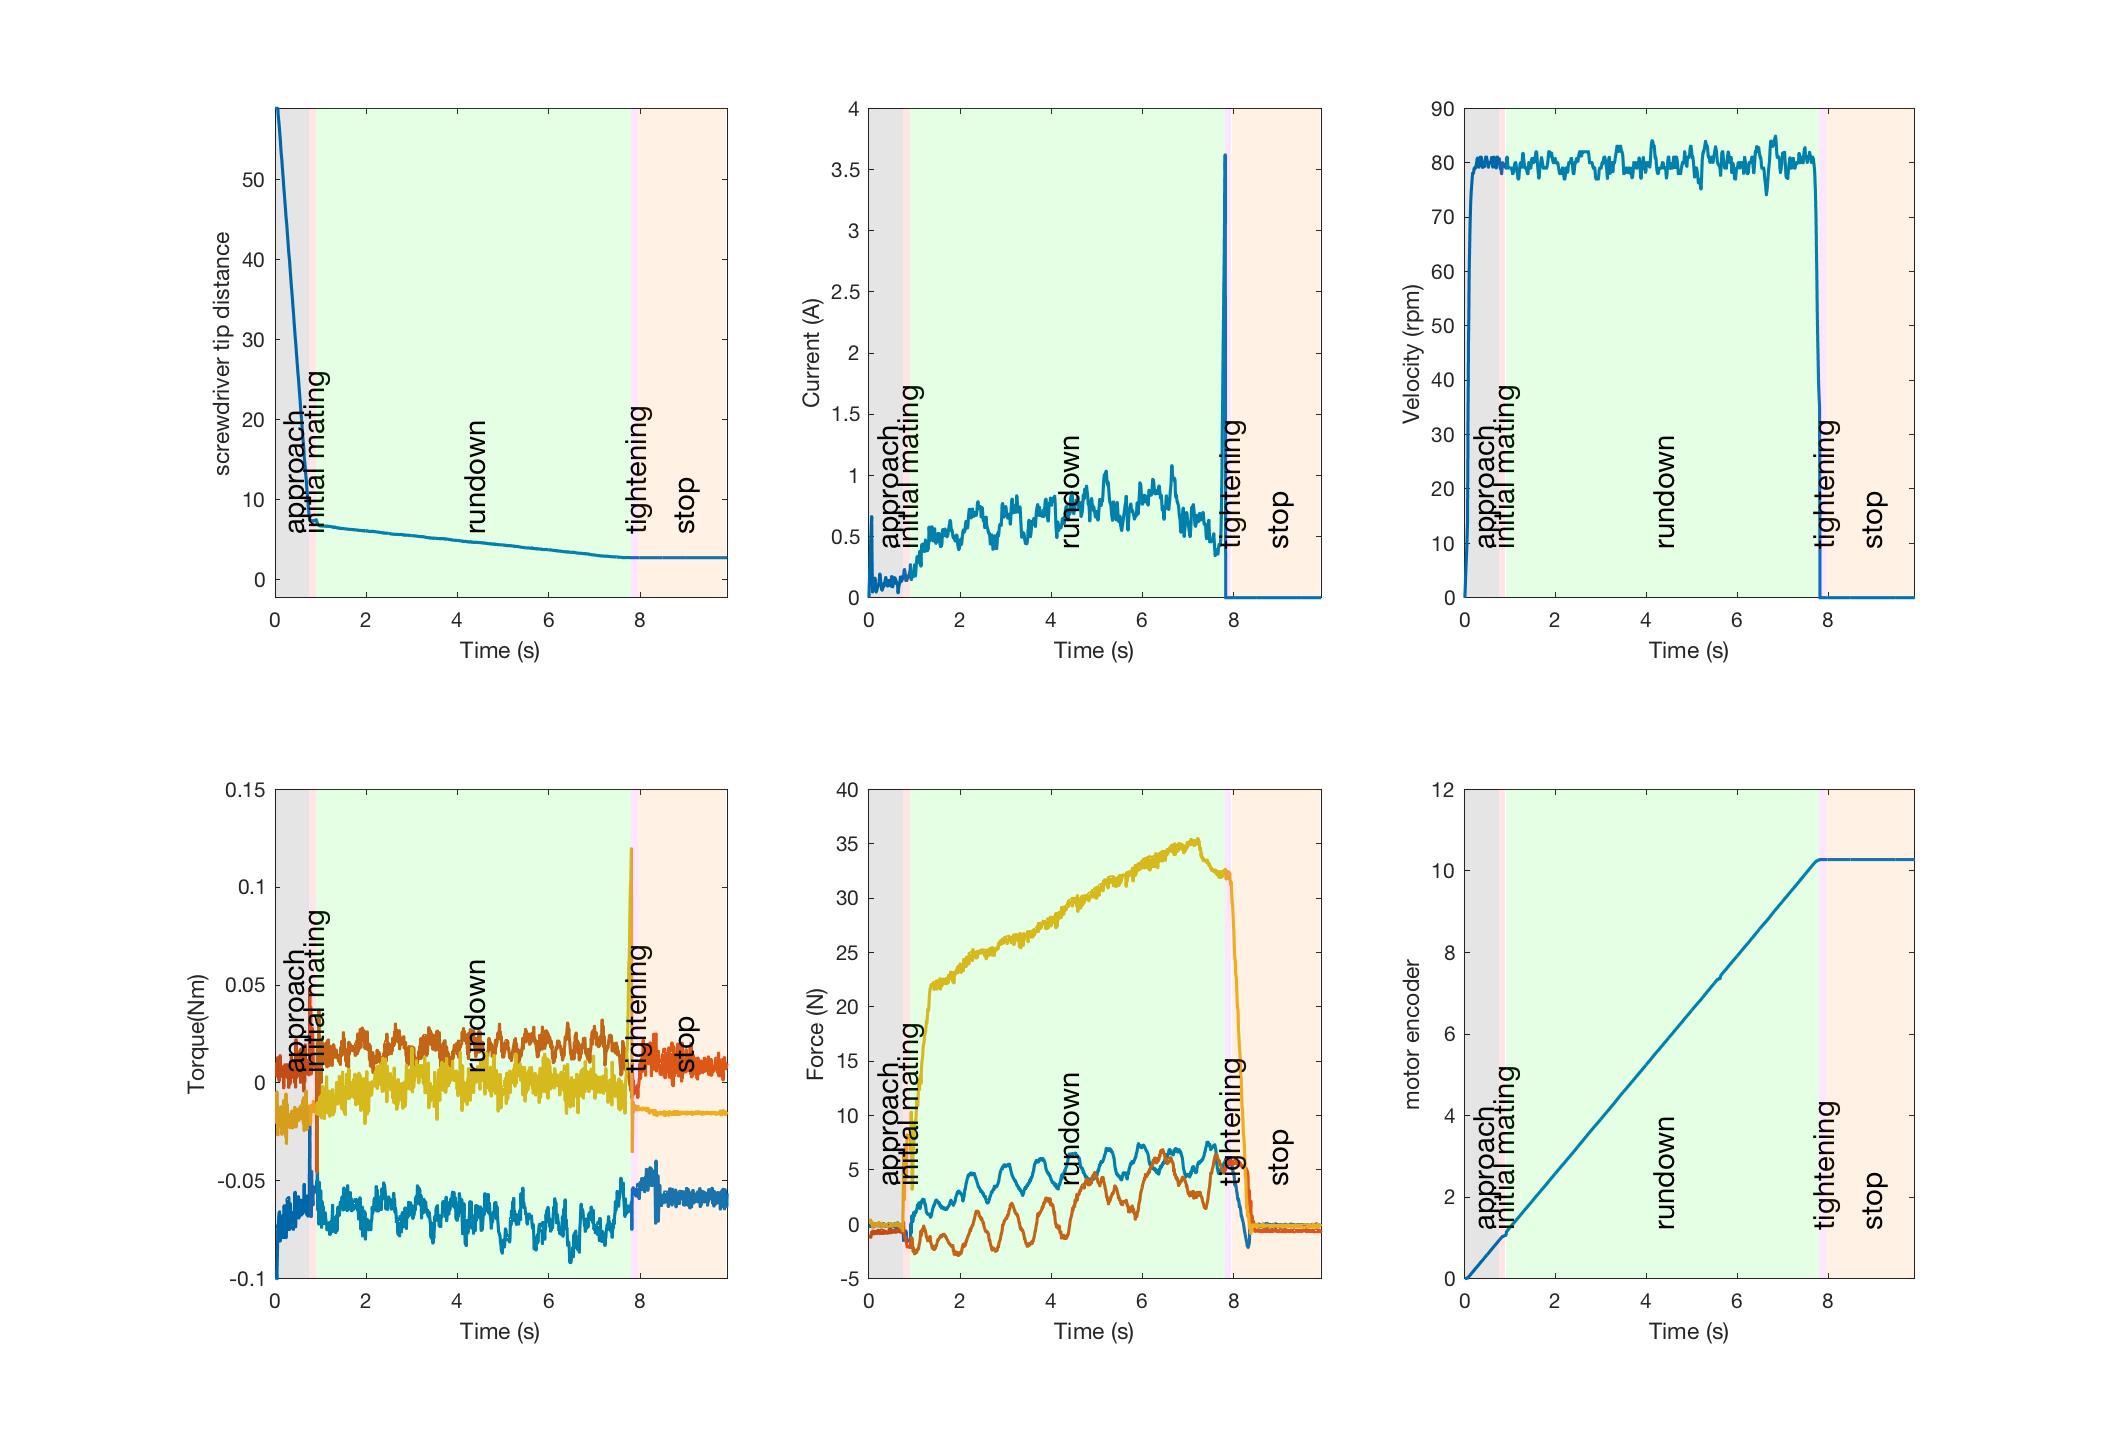 screwdriver tip distance
50
40
30
20
10
0
approach
initial mating
rundown
tightening
stop
0 2 4 6 8
Time (s)
Current (A)
4
3.5
3
2.5
2
1.5
1
0.5
0
approach
initial mating
rundown
tightening
stop
0 2 4 6 8
Time (s)
Velocity (rpm)
90
80
70
60
50
40
30
20
10
0
approach
initial mating
rundown
tightening
stop
0 2 4 6 8
Time (s)
Torque(Nm)
0.15
0.1
0.05
0
-0.05
-0.1
approach
initial mating
rundown
tightening
stop
0 2 4 6 8
Time (s)
Force (N)
40
35
30
25
20
15
10
5
0
-5
approach
initial mating
rundown
tightening
stop
0 2 4 6 8
Time (s)
motor encoder
12
10
8
6
4
2
0
approach
initial mating
rundown
tightening
stop
0 2 4 6 8
Time (s)